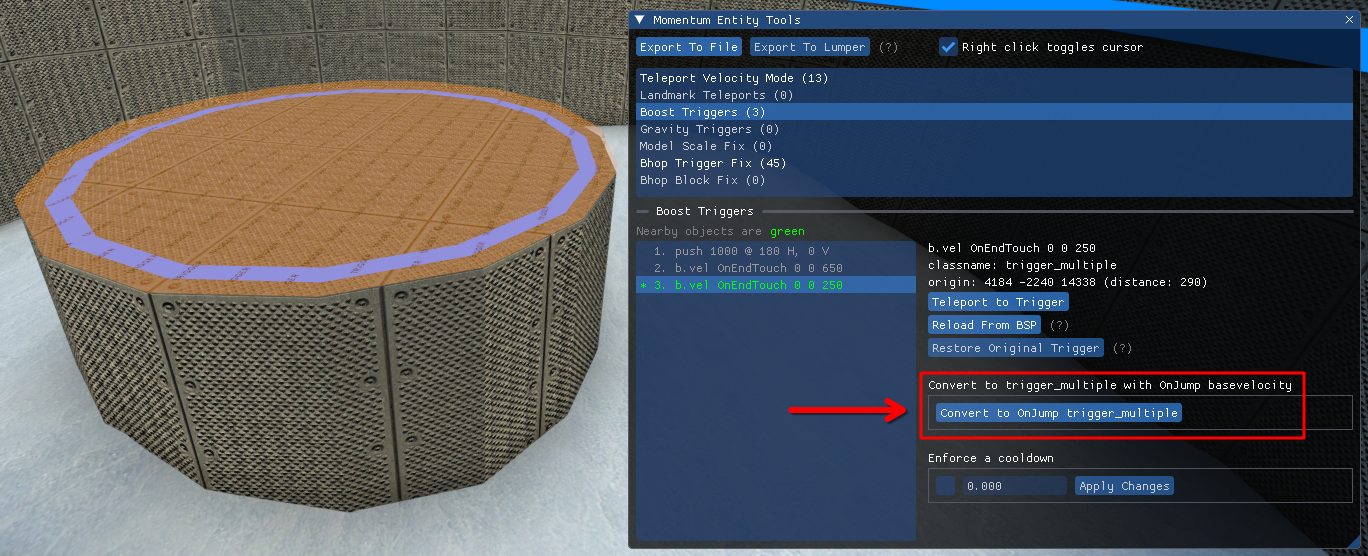 Momentum Entity Tools
Export To File Export To Lumper (?) Right click toggles cursor
Teleport Velocity Mode (13)
Landmark Teleports (0)
Boost Triggers (3)
Gravity Triggers (0)
Model Scale Fix (0)
Bhop Trigger Fix (45)
Bhop Block Fix (0)
Boost Triggers
Nearby objects are green
1. push 1000 @ 180 H, 0 V
2. b.vel OnEndTouch 0 0 650
* 3. b.vel OnEndTouch 0 0 250
b.vel OnEndTouch 0 0 250
classname: trigger_multiple
origin: 4184 -2240 14338 (distance: 290)
Teleport to Trigger
Reload From BSP (?)
Restore Original Trigger (?)
Convert to trigger_multiple with OnJump basevelocity
Convert to OnJump trigger_multiple
Enforce a cooldown
0.000 Apply Changes